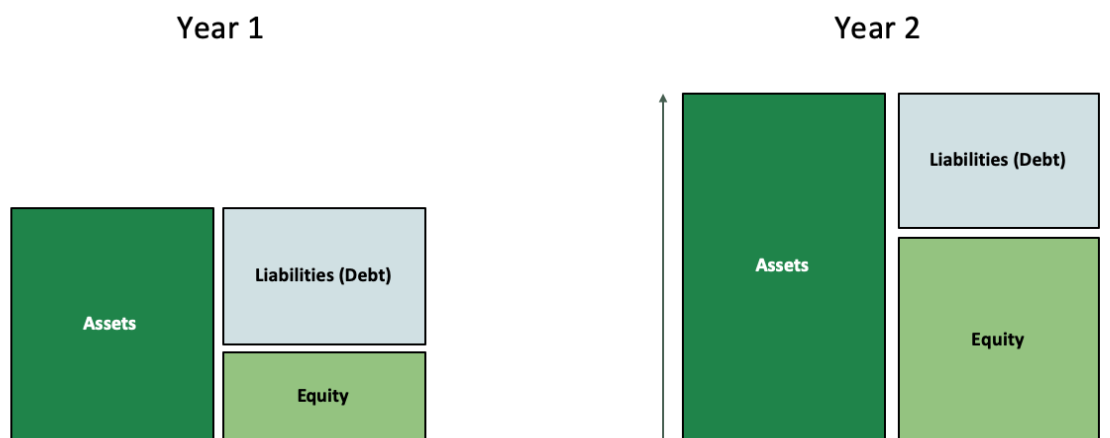 Year 1
Year 2
Assets
Liabilities (Debt)
Equity
Assets
Liabilities (Debt)
Equity